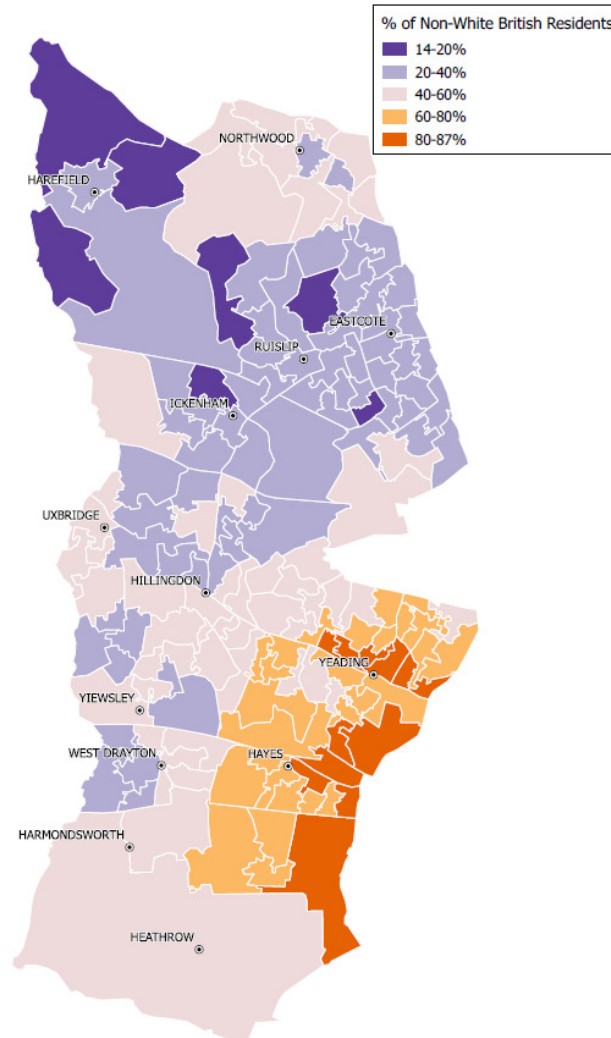 % of Non-White British Residents
14-20%
20-40%
40-60%
60-80%
80-87%
NORTHWOOD
HAREFIELD
EASTCOTE
RUISLIP
ICKENHAM
UXBRIDGE
HILLINGDON
YEADING
YIEWSLEY
WEST DRAYTON
HAYES
HARMONDSWORTH
HEATHROW